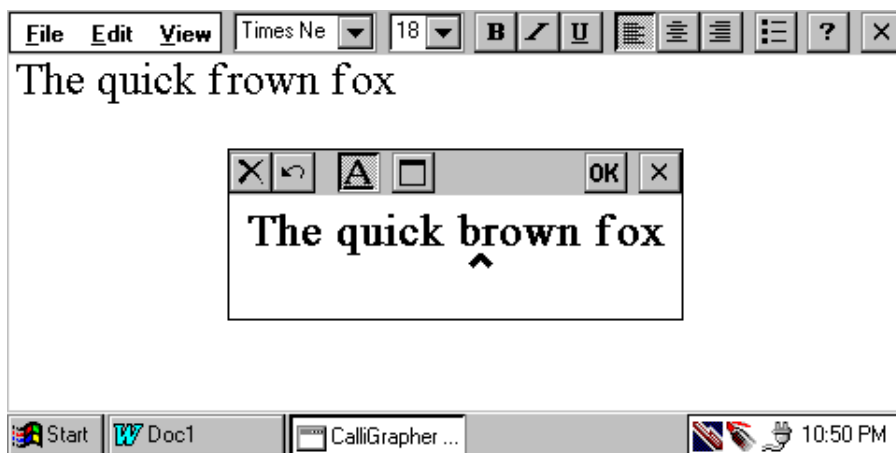 File Edit View Times Ne 18 B I U ?
The quick frown fox
A OK
The quick brown fox
Start Doc1 CalliGrapher ... 10:50 PM